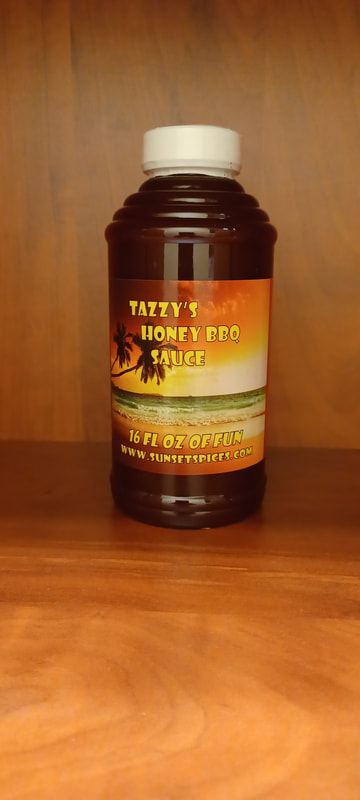 TAZZY'S
HONEY BBQ
SAUCE
16 FL OZ OF FUN
WWW.SUNSETSPICES.COM